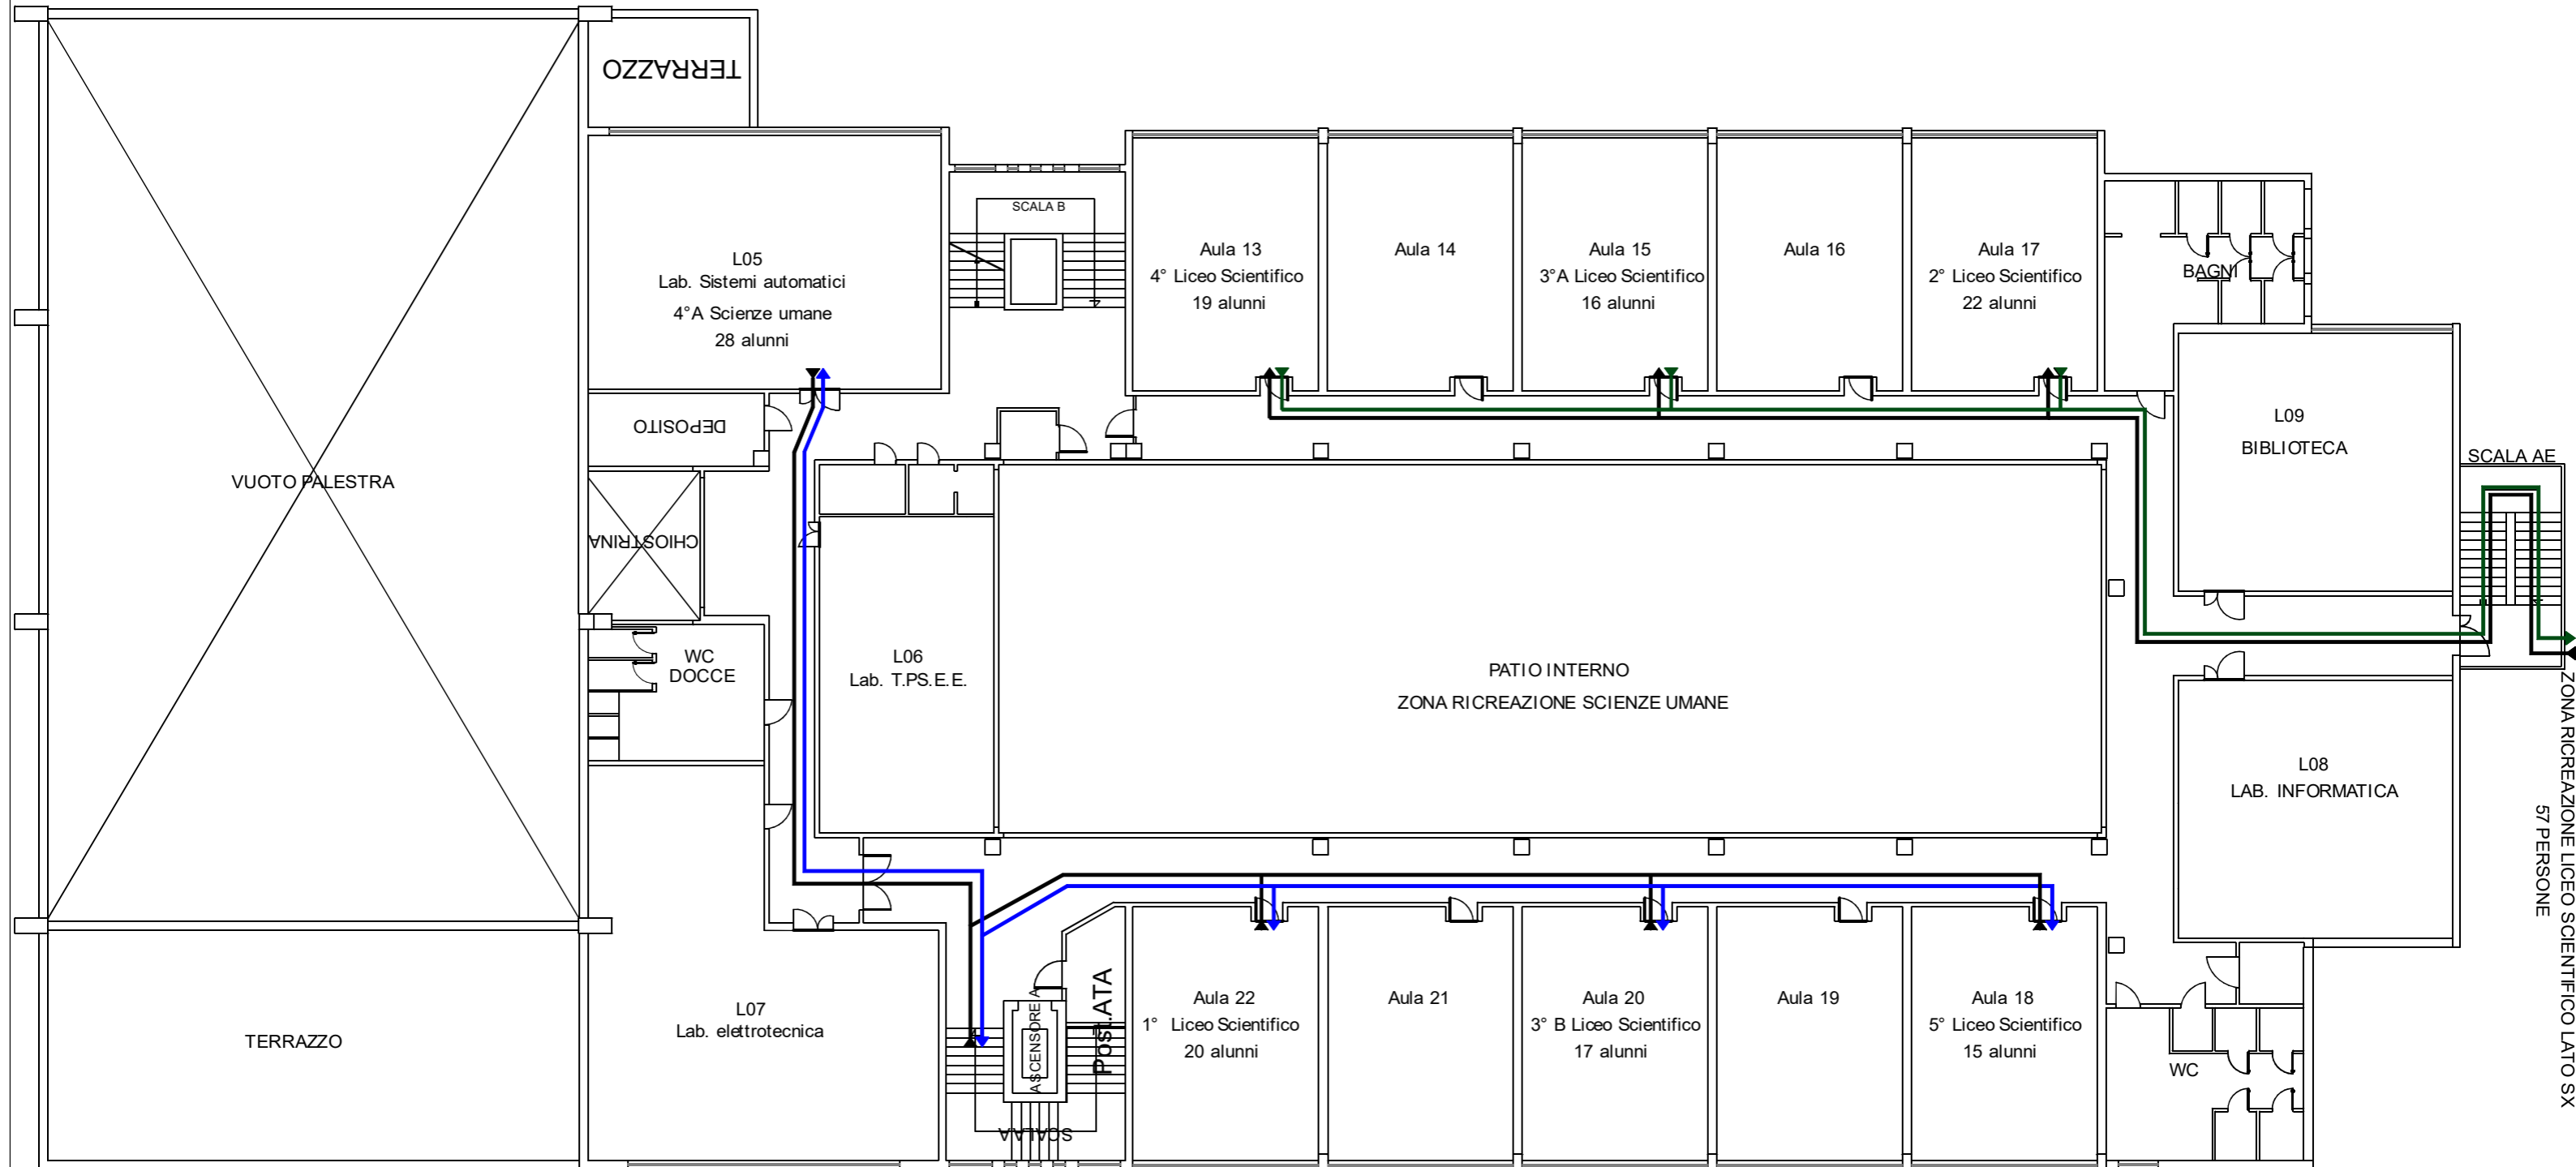 TERRAZZO
SCALA B
L05
Lab. Sistemi automatici
4°A Scienze umane
28 alunni
Aula 13
4° Liceo Scientifico
19 alunni
Aula 14
Aula 15
3°A Liceo Scientifico
16 alunni
Aula 16
Aula 17
2° Liceo Scientifico
22 alunni
BAGNI
DEPOSITO
L09
BIBLIOTECA
SCALA AE
VUOTO PALESTRA
CHIOSTRINA
WC
DOCCE
L06
Lab. T.PS.E.E.
PATIO INTERNO
ZONA RICREAZIONE SCIENZE UMANE
L08
LAB. INFORMATICA
ZONA RICREAZIONE LICEO SCIENTIFICO LATO SX
57 PERSONE
TERRAZZO
L07
Lab. elettrotecnica
ASCENSORE A
SCALA A
Aula 22
1° Liceo Scientifico
20 alunni
Aula 21
Aula 20
3° B Liceo Scientifico
17 alunni
Aula 19
Aula 18
5° Liceo Scientifico
15 alunni
WC